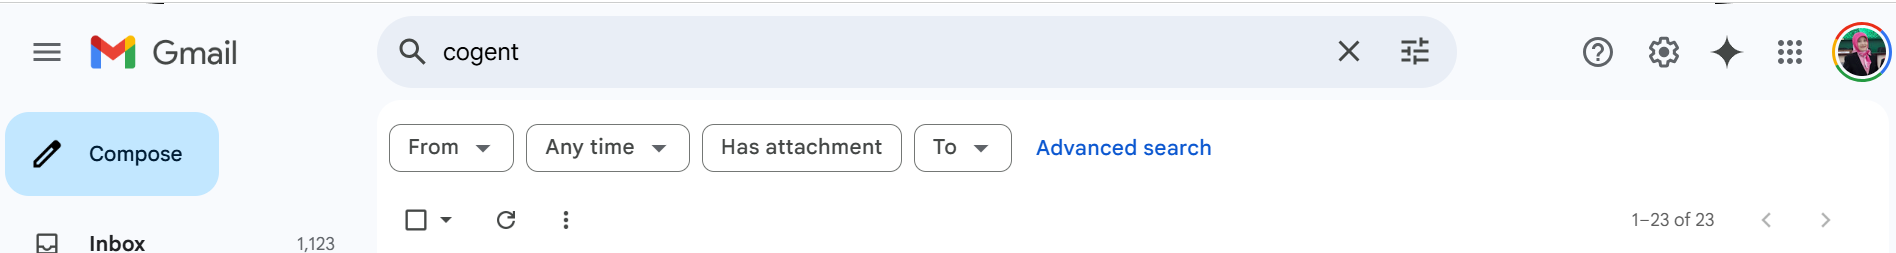 Gmail
cogent
Compose
From
Any time
Has attachment
To
Advanced search
1–23 of 23
Inbox 1,123